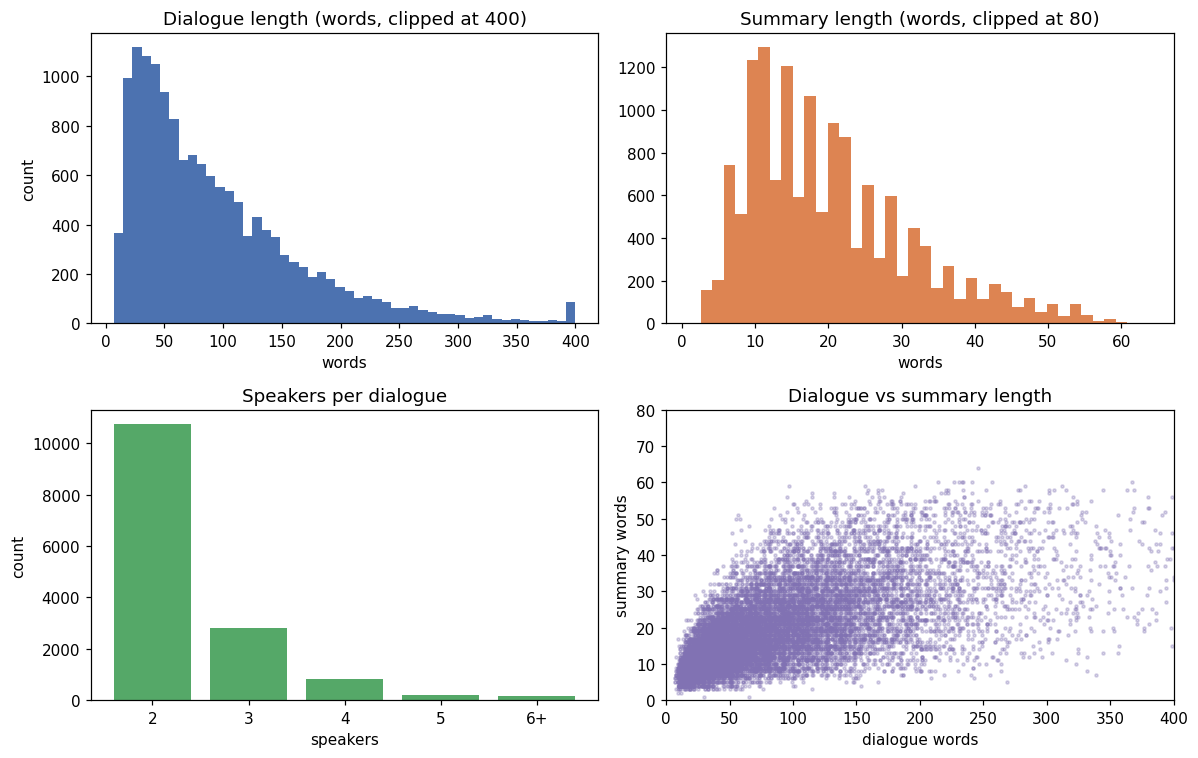 Dialogue length (words, clipped at 400)
count
1000
800
600
400
200
0
0 50 100 150 200 250 300 350 400
words
Summary length (words, clipped at 80)
1200
1000
800
600
400
200
0
0 10 20 30 40 50 60
words
Speakers per dialogue
count
10000
8000
6000
4000
2000
0
2 3 4 5 6+
speakers
Dialogue vs summary length
summary words
80
70
60
50
40
30
20
10
0
0 50 100 150 200 250 300 350 400
dialogue words